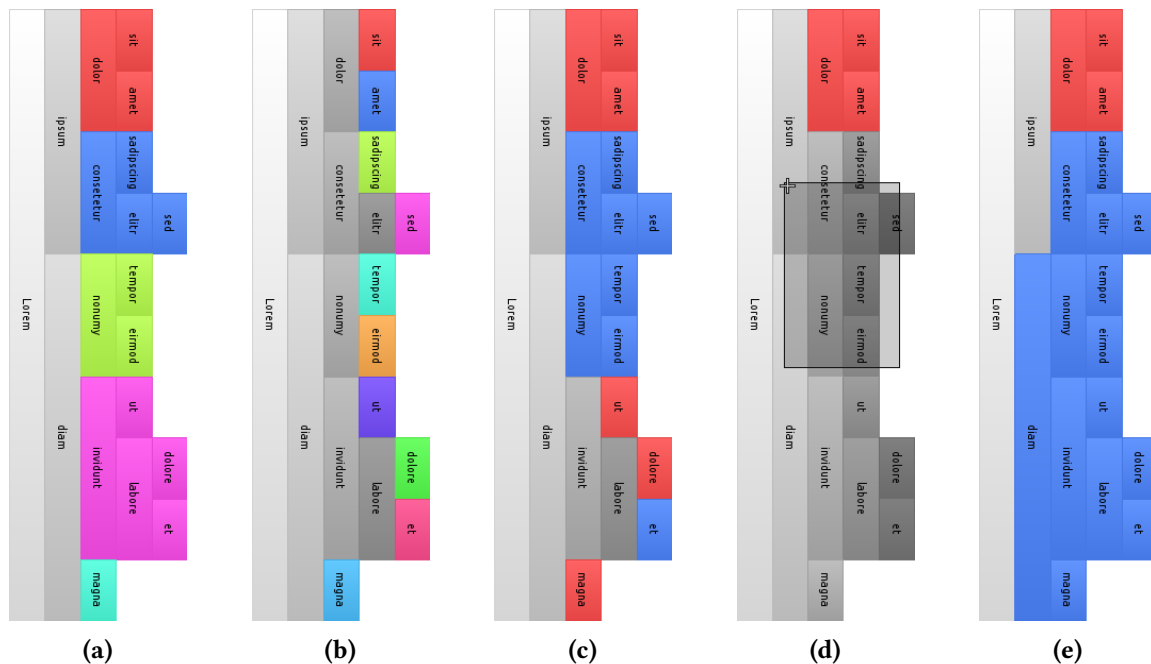 Lorem
ipsum
diam
dolor
consetetur
nonumy
invidunt
magna
sit
amet
sadipscing
elitr
tempor
eirmod
ut
labore
sed
dolore
et
(a)
Lorem
ipsum
diam
dolor
consetetur
nonumy
invidunt
magna
sit
amet
sadipscing
elitr
tempor
eirmod
ut
labore
sed
dolore
et
(b)
Lorem
ipsum
diam
dolor
consetetur
nonumy
invidunt
magna
sit
amet
sadipscing
elitr
tempor
eirmod
ut
labore
sed
dolore
et
(c)
Lorem
ipsum
diam
dolor
consetetur
nonumy
invidunt
magna
sit
amet
sadipscing
elitr
tempor
eirmod
ut
labore
sed
dolore
et
(d)
Lorem
ipsum
diam
dolor
consetetur
nonumy
invidunt
magna
sit
amet
sadipscing
elitr
tempor
eirmod
ut
labore
sed
dolore
et
(e)